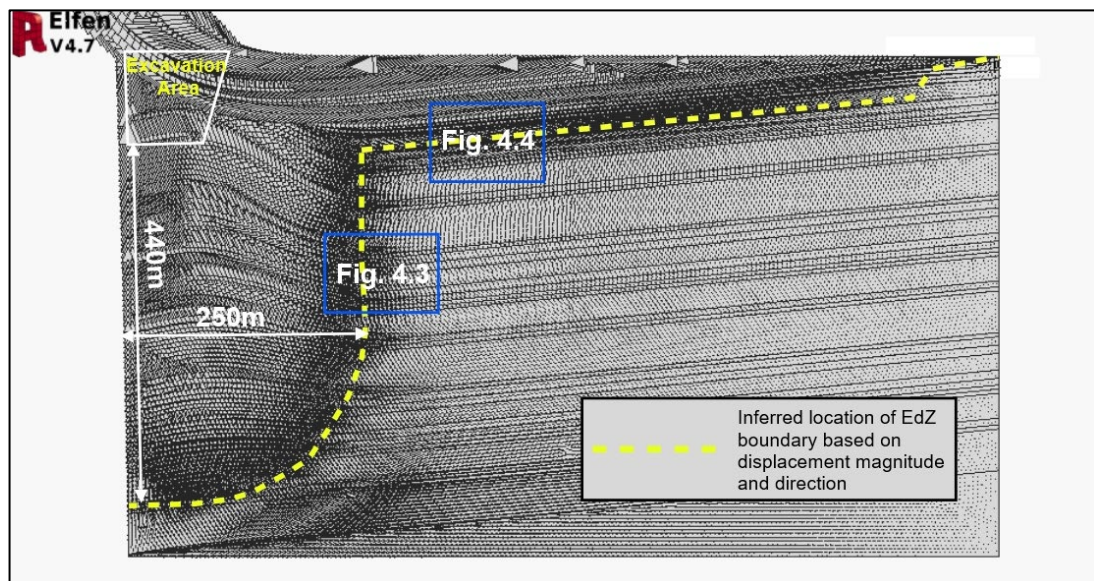 Elfen
V4.7
Excavation
Area
Fig. 4.4
440m
Fig. 4.3
250m
Inferred location of EdZ
boundary based on
displacement magnitude
and direction